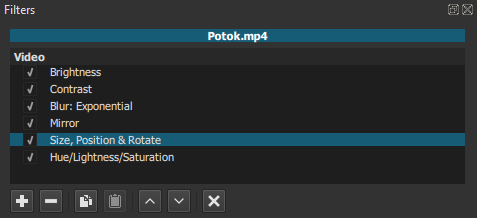 Filters
Potok.mp4
Video
Brightness
Contrast
Blur: Exponential
Mirror
Size, Position & Rotate
Hue/Lightness/Saturation